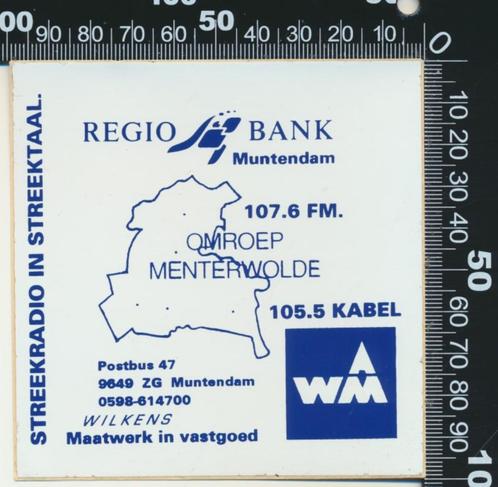 00 90 80 70 60 50 40 30 20 10 0
10
20
30
40
50
60
70
80
90
10
STREEKRADIO IN STREEKTAAL.
REGIO BANK
Muntendam
107.6 FM.
OMROEP
MENTERWOLDE
105.5 KABEL
WM
Postbus 47
9649 ZG Muntendam
0598-614700
WILKENS
Maatwerk in vastgoed